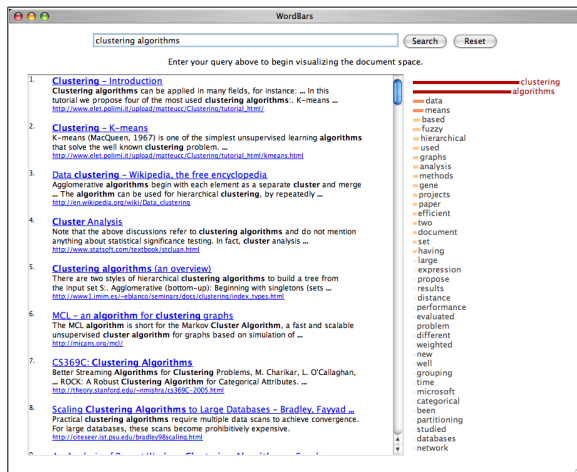 WordBars
clustering algorithms
Search
Reset
Enter your query above to begin visualizing the document space.
1. Clustering – Introduction
Clustering algorithms can be applied in many fields, for instance: ... In this
tutorial we propose four of the most used clustering algorithms:. K-means ...
http://www.elet.polimi.it/upload/matteucc/Clustering/tutorial_html/
2. Clustering – K-means
K-means (MacQueen, 1967) is one of the simplest unsupervised learning algorithms
that solve the well known clustering problem. ...
http://www.elet.polimi.it/upload/matteucc/Clustering/tutorial_html/kmeans.html
3. Data clustering – Wikipedia, the free encyclopedia
Agglomerative algorithms begin with each element as a separate cluster and merge
... The algorithm can be used for hierarchical clustering, by repeatedly ...
http://en.wikipedia.org/wiki/Data_clustering
4. Cluster Analysis
Note that the above discussions refer to clustering algorithms and do not mention
anything about statistical significance testing. In fact, cluster analysis ...
http://www.statsoft.com/textbook/stcluan.html
5. Clustering algorithms (an overview)
There are two styles of hierarchical clustering algorithms to build a tree from
the input set S:. Agglomerative (bottom-up): Beginning with singletons (sets ...
http://www1.imim.es/~eblanco/seminars/docs/clustering/index_types.html
6. MCL – an algorithm for clustering graphs
The MCL algorithm is short for the Markov Cluster Algorithm, a fast and scalable
unsupervised cluster algorithm for graphs based on simulation of ...
http://micans.org/mcl/
7. CS369C: Clustering Algorithms
Better Streaming Algorithms for Clustering Problems, M. Charikar, L. O'Callaghan,
... ROCK: A Robust Clustering Algorithm for Categorical Attributes. ...
http://theory.stanford.edu/~nmishra/cs369C-2005.html
8. Scaling Clustering Algorithms to Large Databases – Bradley, Fayyad ...
Practical clustering algorithms require multiple data scans to achieve convergence.
For large databases, these scans become prohibitively expensive.
http://citeseer.ist.psu.edu/bradley98scaling.html
clustering
algorithms
data
means
based
fuzzy
hierarchical
used
graphs
analysis
methods
gene
projects
paper
efficient
two
document
set
having
large
expression
propose
results
distance
performance
evaluated
problem
different
weighted
new
well
grouping
time
microsoft
categorical
been
partitioning
studied
databases
network